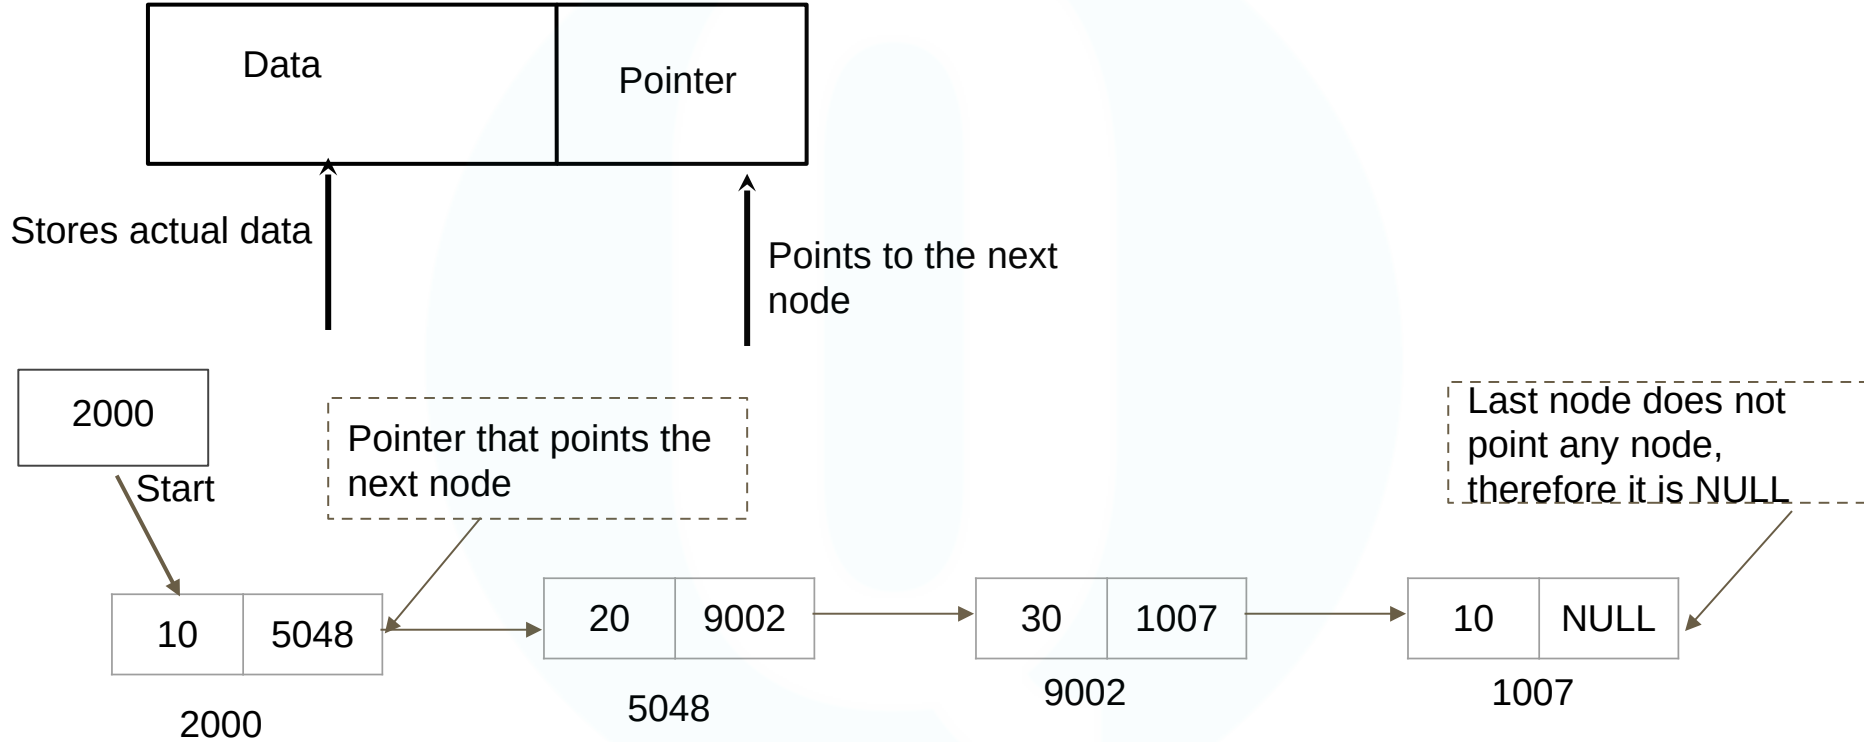 Data
Pointer
Stores actual data
Points to the next
node
2000
Start
Pointer that points the
next node
Last node does not
point any node,
therefore it is NULL
10 5048
20 9002
30 1007
10 NULL
2000
5048
9002
1007